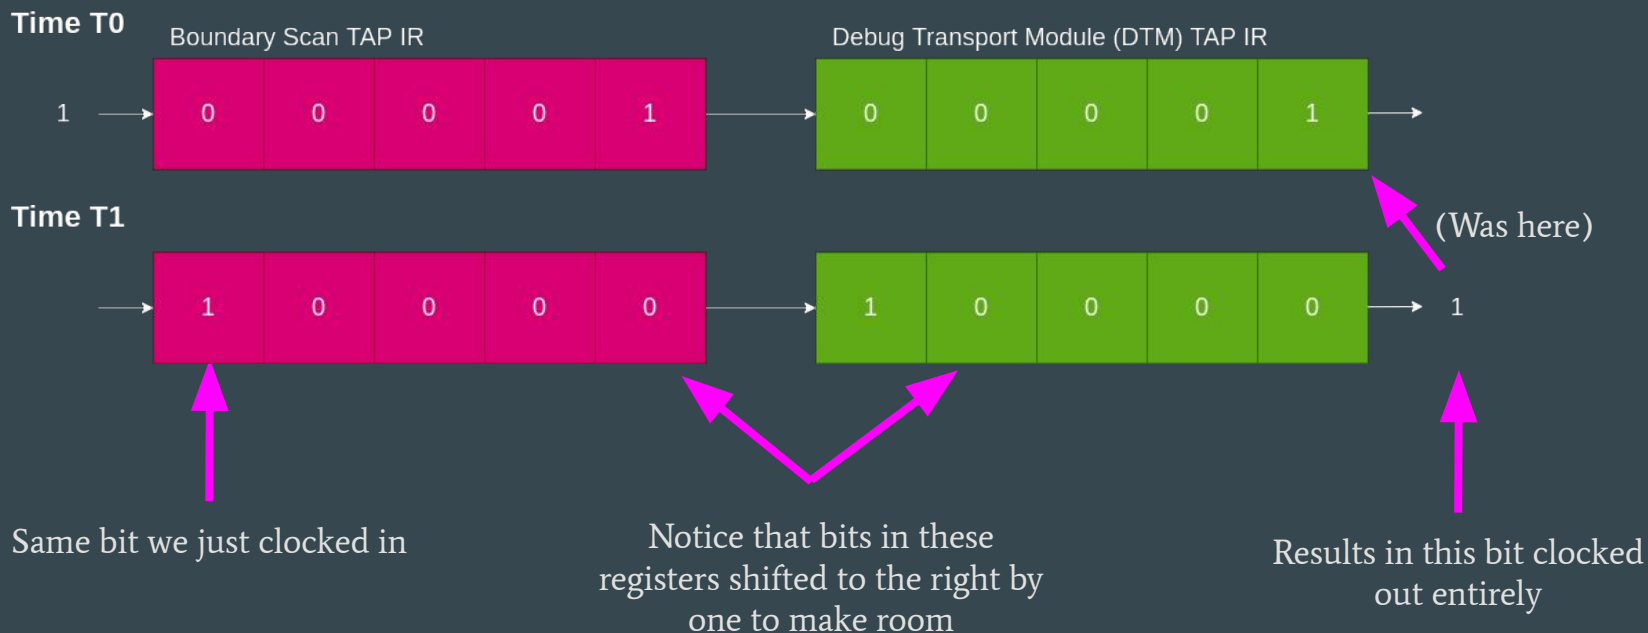 Time T0
Boundary Scan TAP IR
Debug Transport Module (DTM) TAP IR
1 0 0 0 0 1 0 0 0 0 1
Time T1
(Was here)
1 0 0 0 0 1 0 0 0 0 1
Same bit we just clocked in
Notice that bits in these
registers shifted to the right by
one to make room
Results in this bit clocked
out entirely